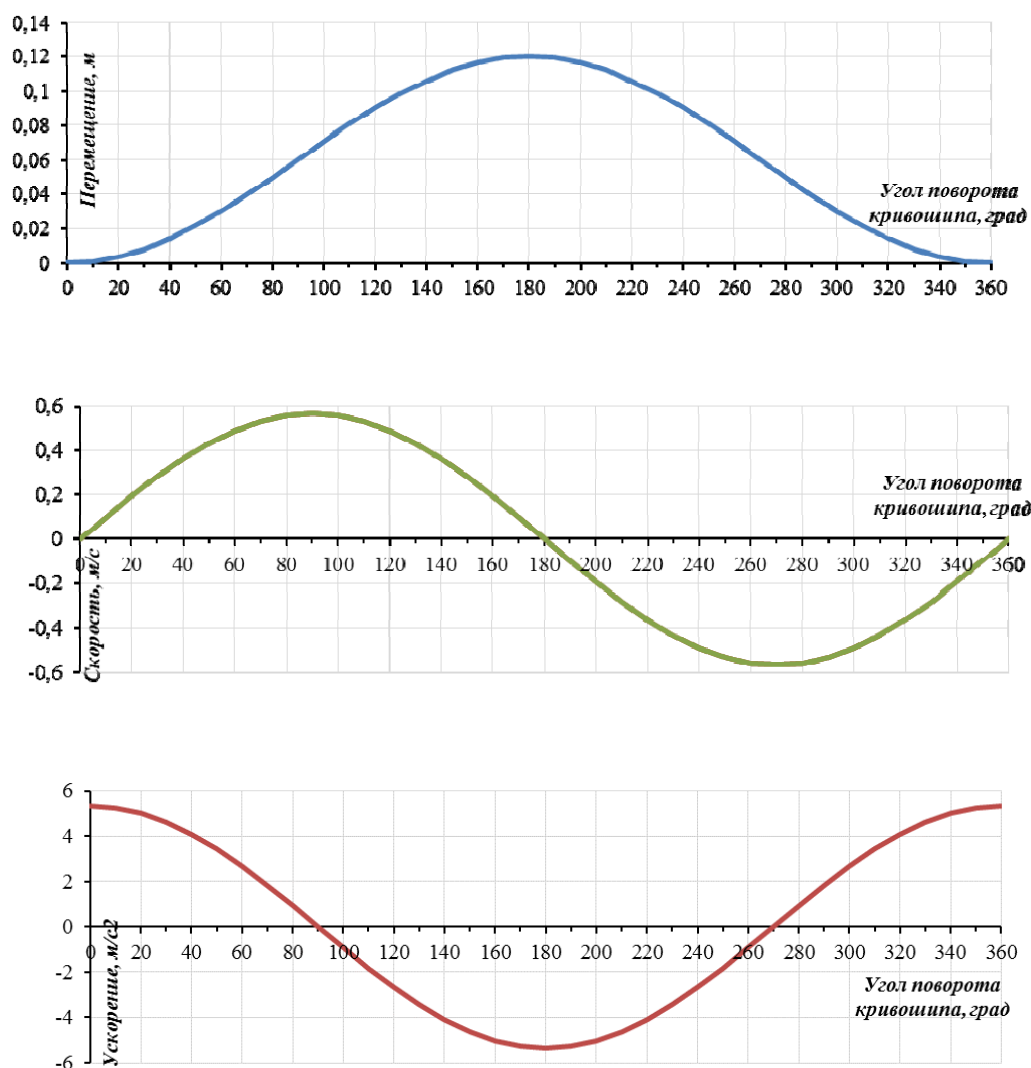 0,14
0,12
0,1
0,08
0,06
0,04
0,02
0
Перемещение, м
Угол поворота
кривошипа, град
0 20 40 60 80 100 120 140 160 180 200 220 240 260 280 300 320 340 360
0,6
0,4
0,2
0
-0,2
-0,4
-0,6
Скорость, м/с
Угол поворота
кривошипа, град
0 20 40 60 80 100 120 140 160 180 200 220 240 260 280 300 320 340 360
6
4
2
0
-2
-4
-6
Ускорение, м/с2
0 20 40 60 80 100 120 140 160 180 200 220 240 260 280 300 320 340 360
Угол поворота
кривошипа, град